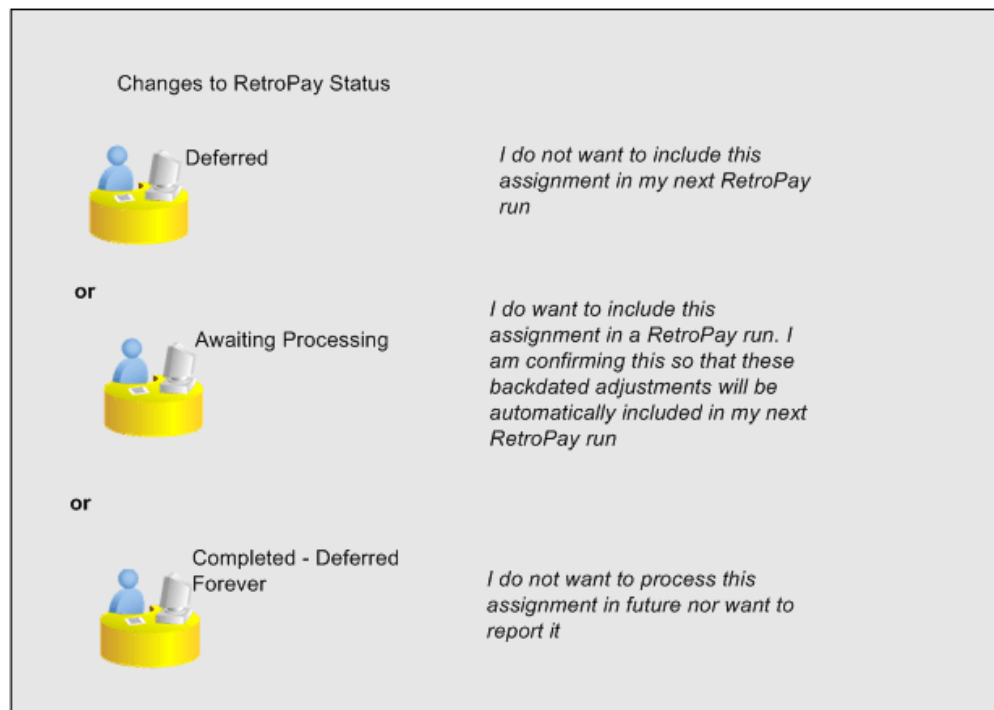 Changes to RetroPay Status
Deferred
I do not want to include this
assignment in my next RetroPay
run
or
Awaiting Processing
I do want to include this
assignment in a RetroPay run. I
am confirming this so that these
backdated adjustments will be
automatically included in my next
RetroPay run
or
Completed - Deferred
Forever
I do not want to process this
assignment in future nor want to
report it